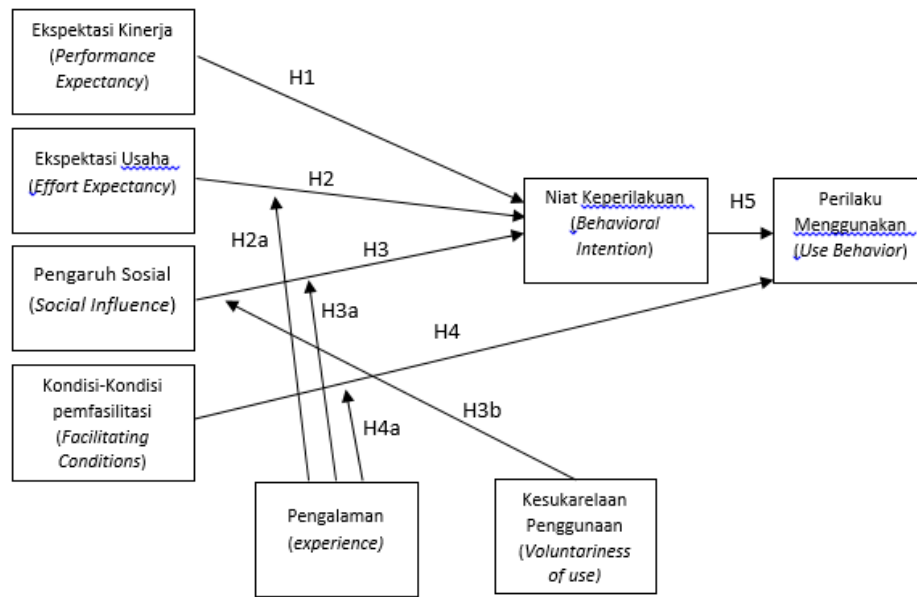 Ekspektasi Kinerja
(Performance
Expectancy)
H1
Ekspektasi Usaha
(Effort Expectancy)
H2
Niat Keperilakuan
(Behavioral
Intention)
H5
Perilaku
Menggunakan
(Use Behavior)
H2a
H3
Pengaruh Sosial
(Social Influence)
H3a
H4
Kondisi-Kondisi
pemfasilitasi
(Facilitating
Conditions)
H3b
H4a
Pengalaman
(experience)
Kesukarelaan
Penggunaan
(Voluntariness
of use)